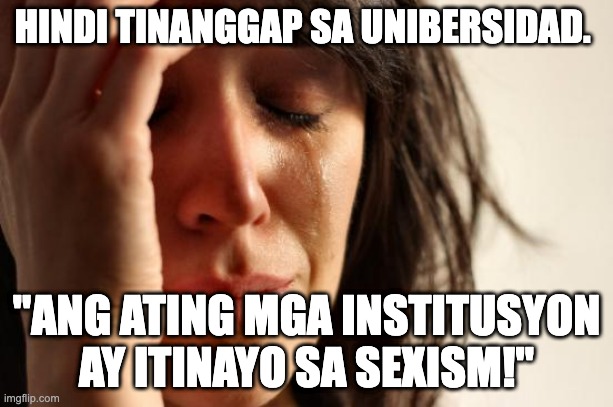 HINDI TINANGGAP SA UNIBERSIDAD.
"ANG ATING MGA INSTITUSYON
AY ITINAYO SA SEXISM!"
imgflip.com